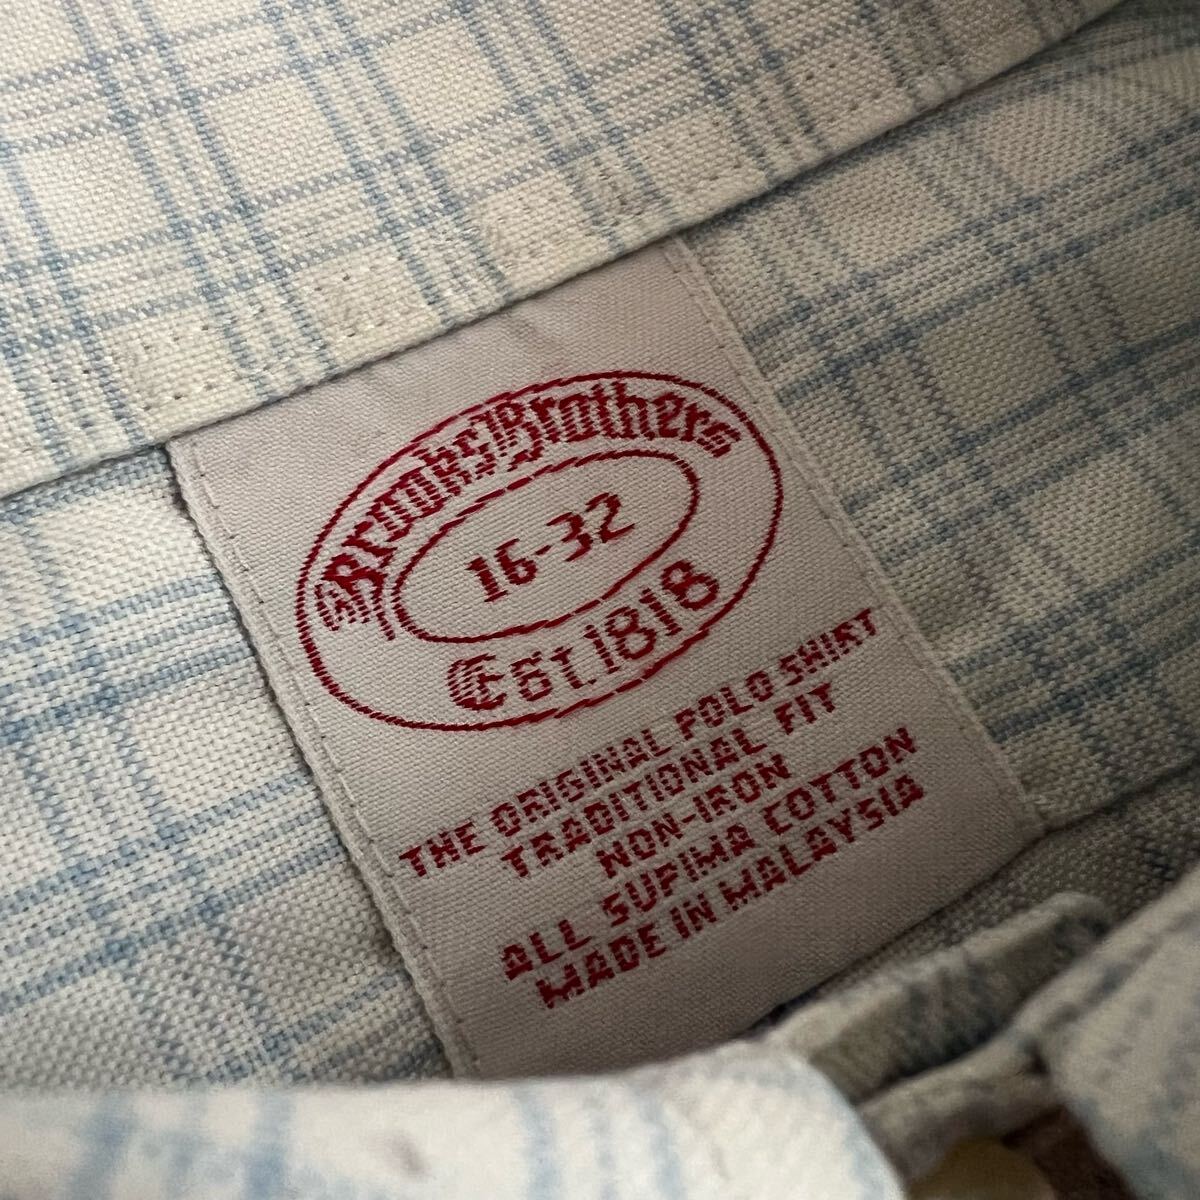 Brooks Brothers
16-32
Est. 1818
THE ORIGINAL POLO SHIRT
TRADITIONAL FIT
NON-IRON
ALL SUPIMA COTTON
MADE IN MALAYSIA